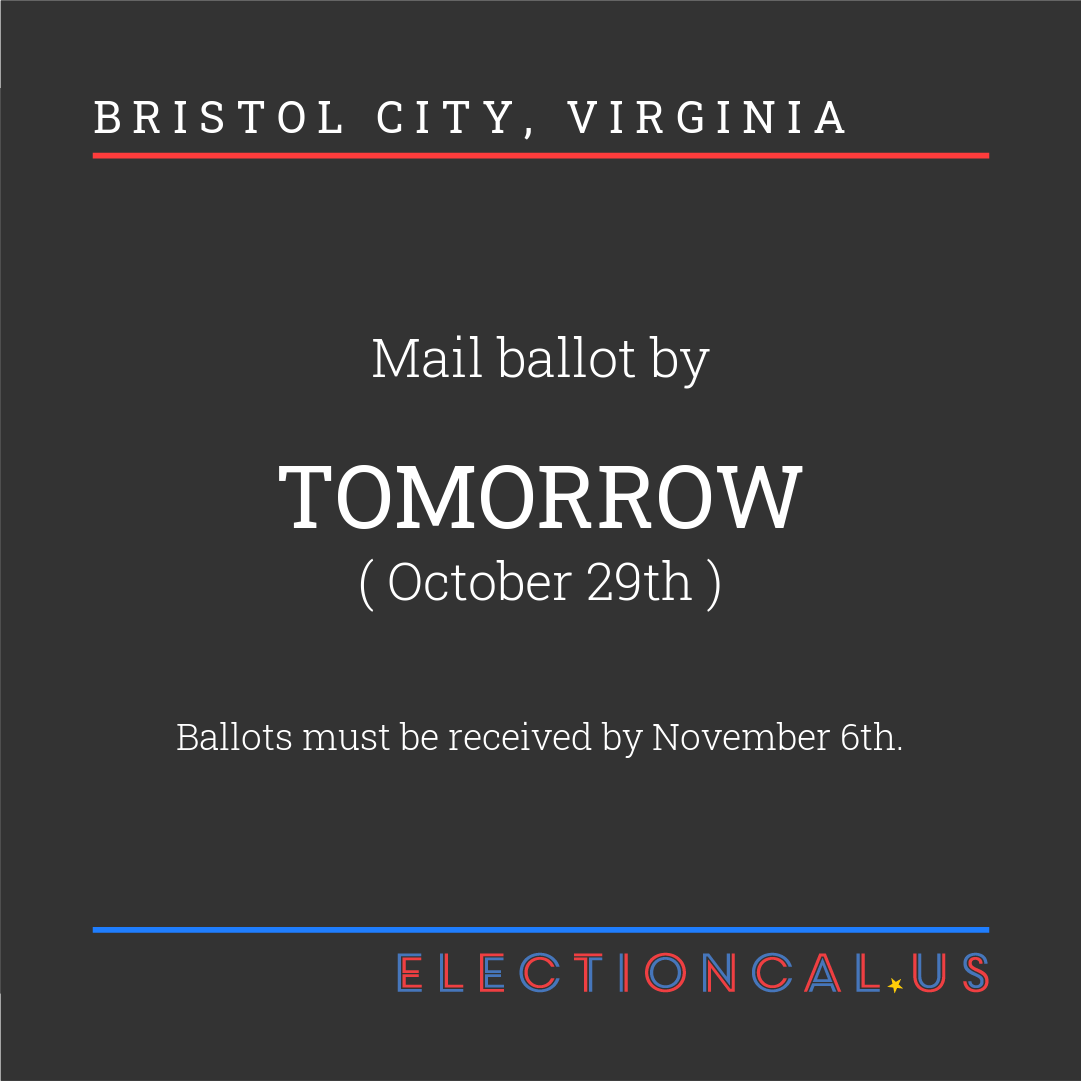 BRISTOL CITY, VIRGINIA
Mail ballot by
TOMORROW
( October 29th )
Ballots must be received by November 6th.
ELECTIONCAL.US